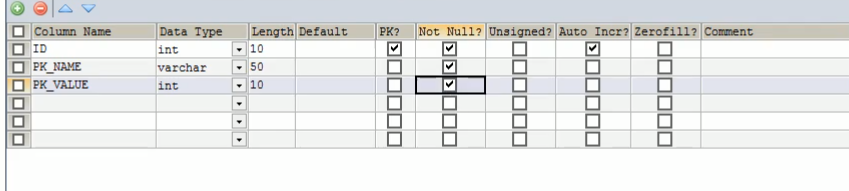 Column Name Data Type Length Default PK? Not Null? Unsigned? Auto Incr? Zerofill? Comment
ID int 10
PK_NAME varchar 50
PK_VALUE int 10